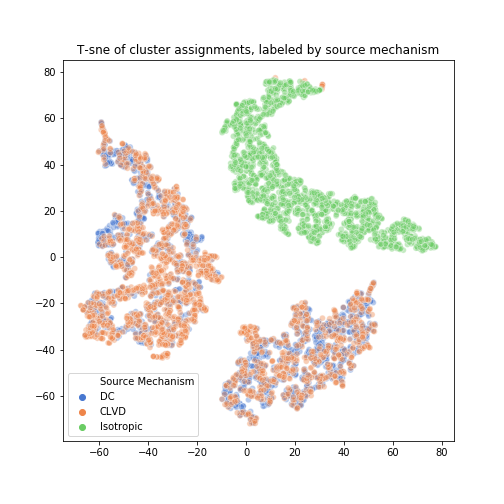 T-sne of cluster assignments, labeled by source mechanism
80
60
40
20
0
−20
−40
−60
−60 −40 −20 0 20 40 60 80
Source Mechanism
DC
CLVD
Isotropic